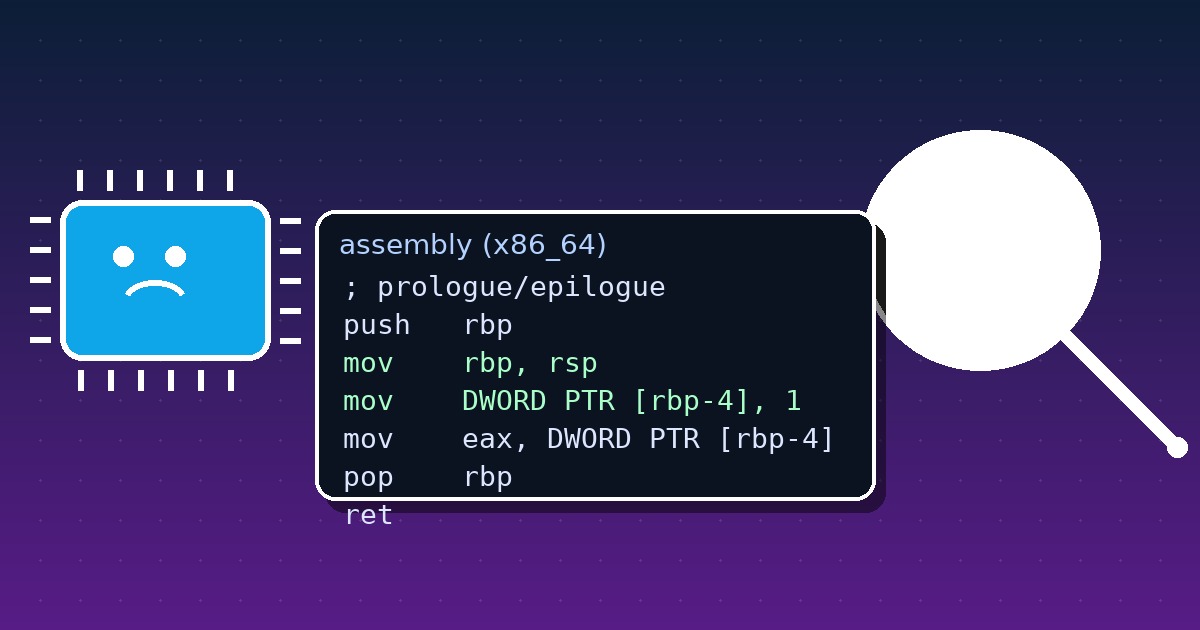 assembly (x86_64)
; prologue/epilogue
push   rbp
mov    rbp, rsp
mov    DWORD PTR [rbp-4], 1
mov    eax, DWORD PTR [rbp-4]
pop    rbp
ret